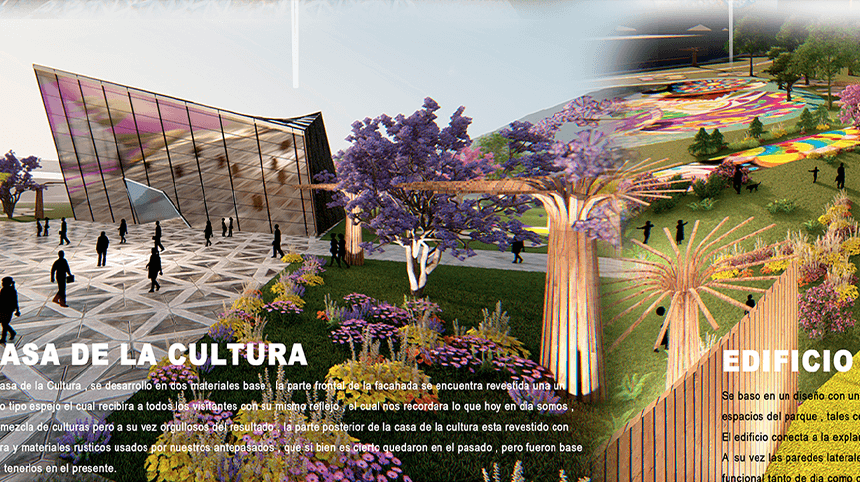 ASA DE LA CULTURA
asa de la Cultura , se desarrollo en dos materiales base , la parte frontal de la facahada se encuentra revestida una un
o tipo espejo el cual recibira a todos los visitantes con su mismo reflejo , el cual nos recordara lo que hoy en dia somos ,
mezcla de culturas pero a su vez orgullosos del resultado , la parte posterior de la casa de la cultura esta revestido con
ra y materiales rusticos usados por nuestros antepasados , que si bien es cierto quedaron en el pasado , pero fueron base
tenerlos en el presente.
EDIFICIO
Se baso en un diseño con un
espacios del parque , tales co
El edificio conecta a la expla
A su vez las paredes laterale
funcional tanto de dia como